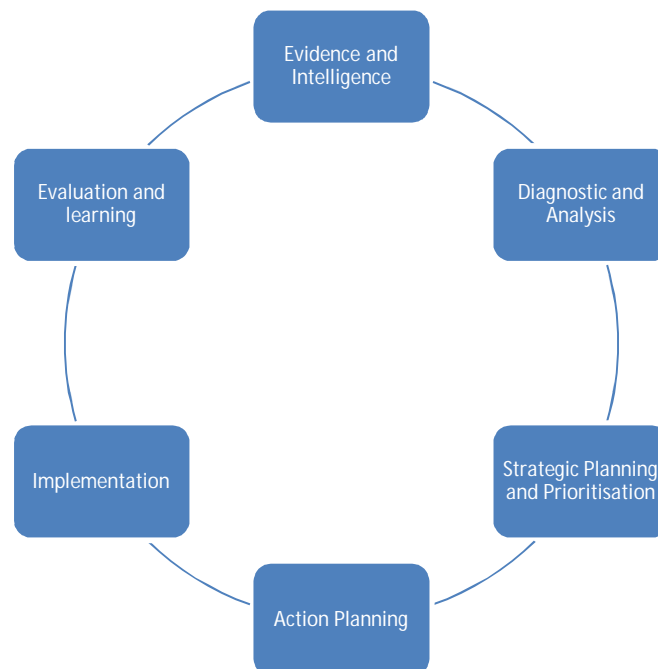 Evidence and
Intelligence
Diagnostic and
Analysis
Strategic Planning
and Prioritisation
Action Planning
Implementation
Evaluation and
learning